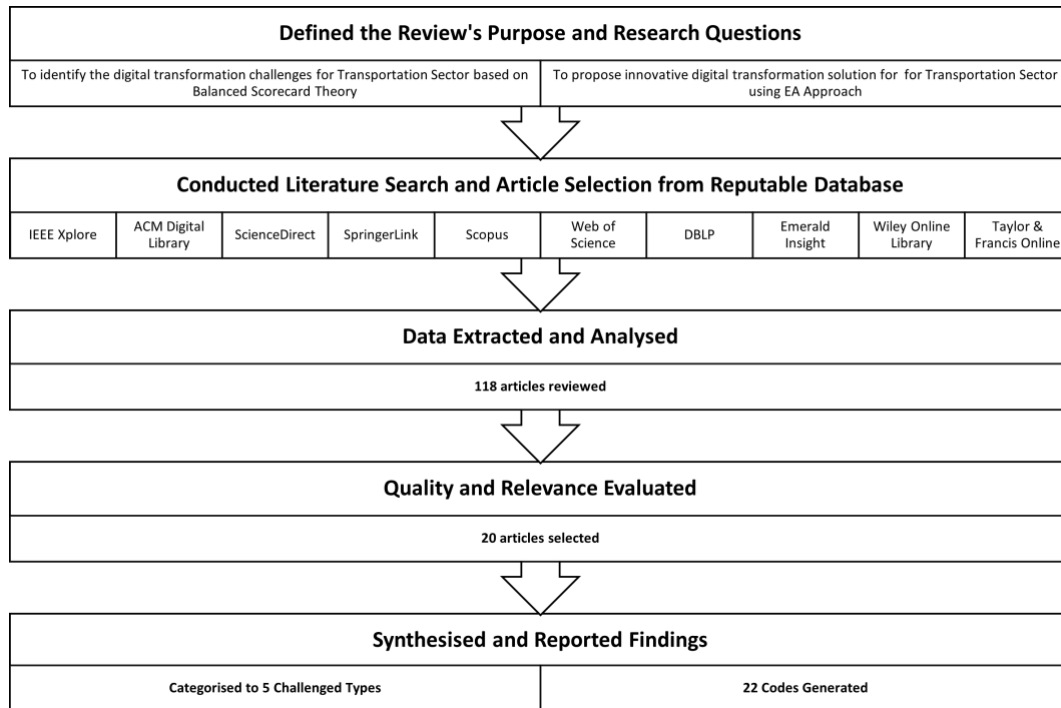 Defined the Review's Purpose and Research Questions
To identify the digital transformation challenges for Transportation Sector based on
Balanced Scorecard Theory
To propose innovative digital transformation solution for for Transportation Sector
using EA Approach
Conducted Literature Search and Article Selection from Reputable Database
IEEE Xplore
ACM Digital
Library
ScienceDirect
SpringerLink
Scopus
Web of
Science
DBLP
Emerald
Insight
Wiley Online
Library
Taylor &
Francis Online
Data Extracted and Analysed
118 articles reviewed
Quality and Relevance Evaluated
20 articles selected
Synthesised and Reported Findings
Categorised to 5 Challenged Types
22 Codes Generated